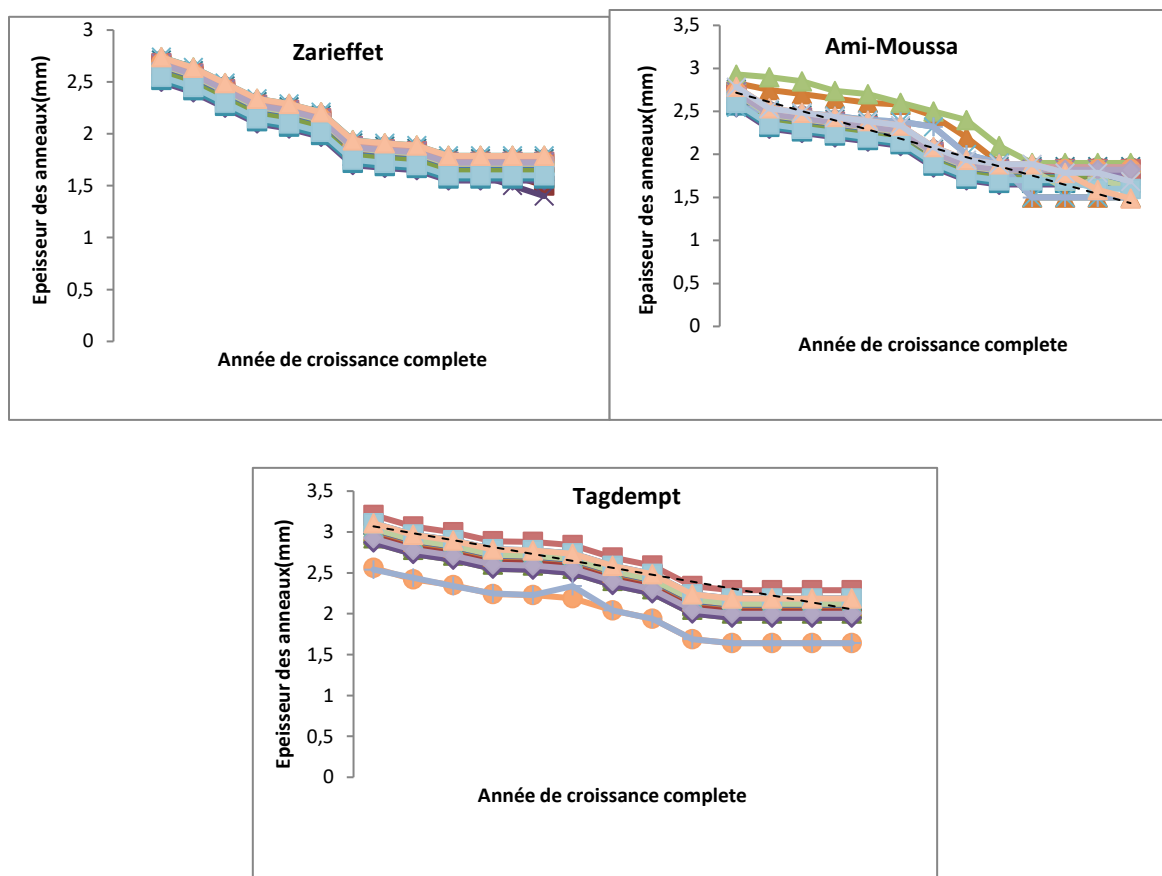 Zarieffet
Epeisseur des anneaux(mm)
3
2,5
2
1,5
1
0,5
0
Année de croissance complete
Ami-Moussa
Epaisseur des anneaux(mm)
3,5
3
2,5
2
1,5
1
0,5
0
Année de croissance complete
Tagdempt
Epeisseur des anneaux(mm)
3,5
3
2,5
2
1,5
1
0,5
0
Année de croissance complete